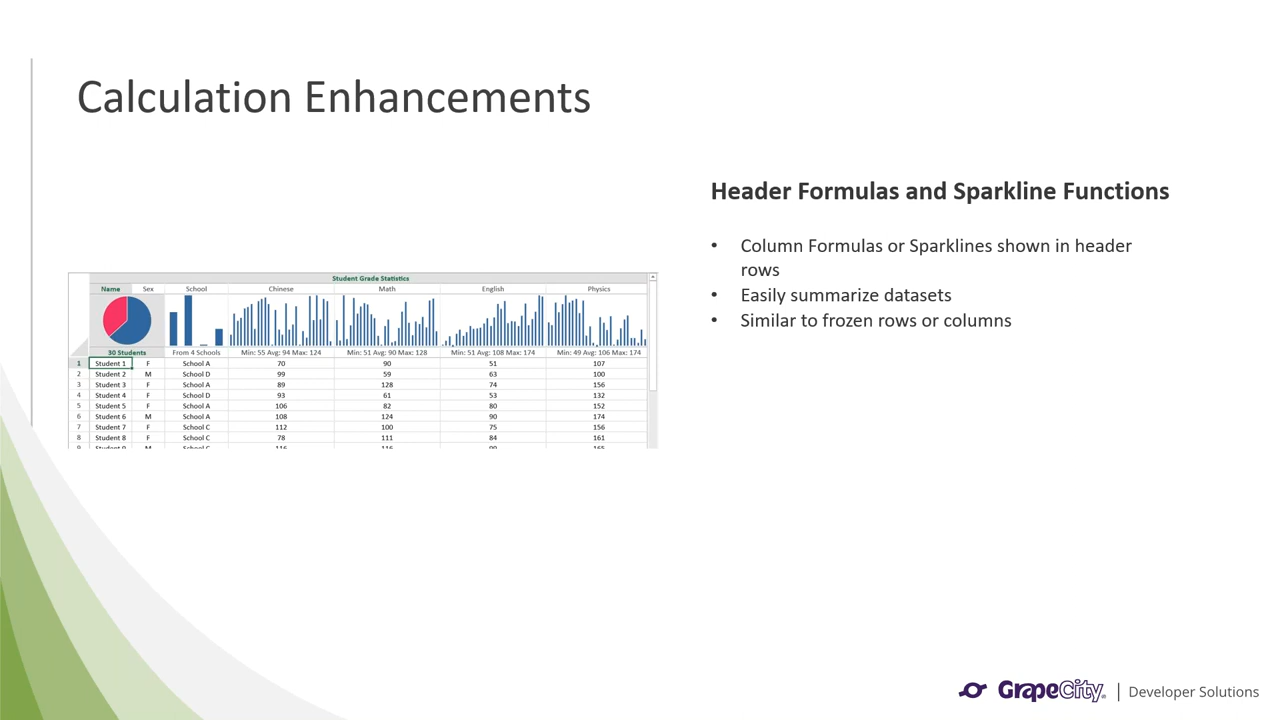 Calculation Enhancements
Header Formulas and Sparkline Functions
• Column Formulas or Sparklines shown in header
rows
• Easily summarize datasets
• Similar to frozen rows or columns
Student Grade Statistics
Name Sex School Chinese Math English Physics
30 Students From 4 Schools Min: 55 Avg: 94 Max: 124 Min: 51 Avg: 90 Max: 128 Min: 51 Avg: 108 Max: 174 Min: 49 Avg: 106 Max: 174
1 Student 1 F School A 70 90 51 107
2 Student 2 M School D 99 59 63 100
3 Student 3 F School A 89 128 74 156
4 Student 4 F School D 93 61 53 132
5 Student 5 F School A 106 82 80 152
6 Student 6 M School A 108 124 90 174
7 Student 7 F School C 112 100 75 156
8 Student 8 F School C 78 111 84 161
GrapeCity | Developer Solutions